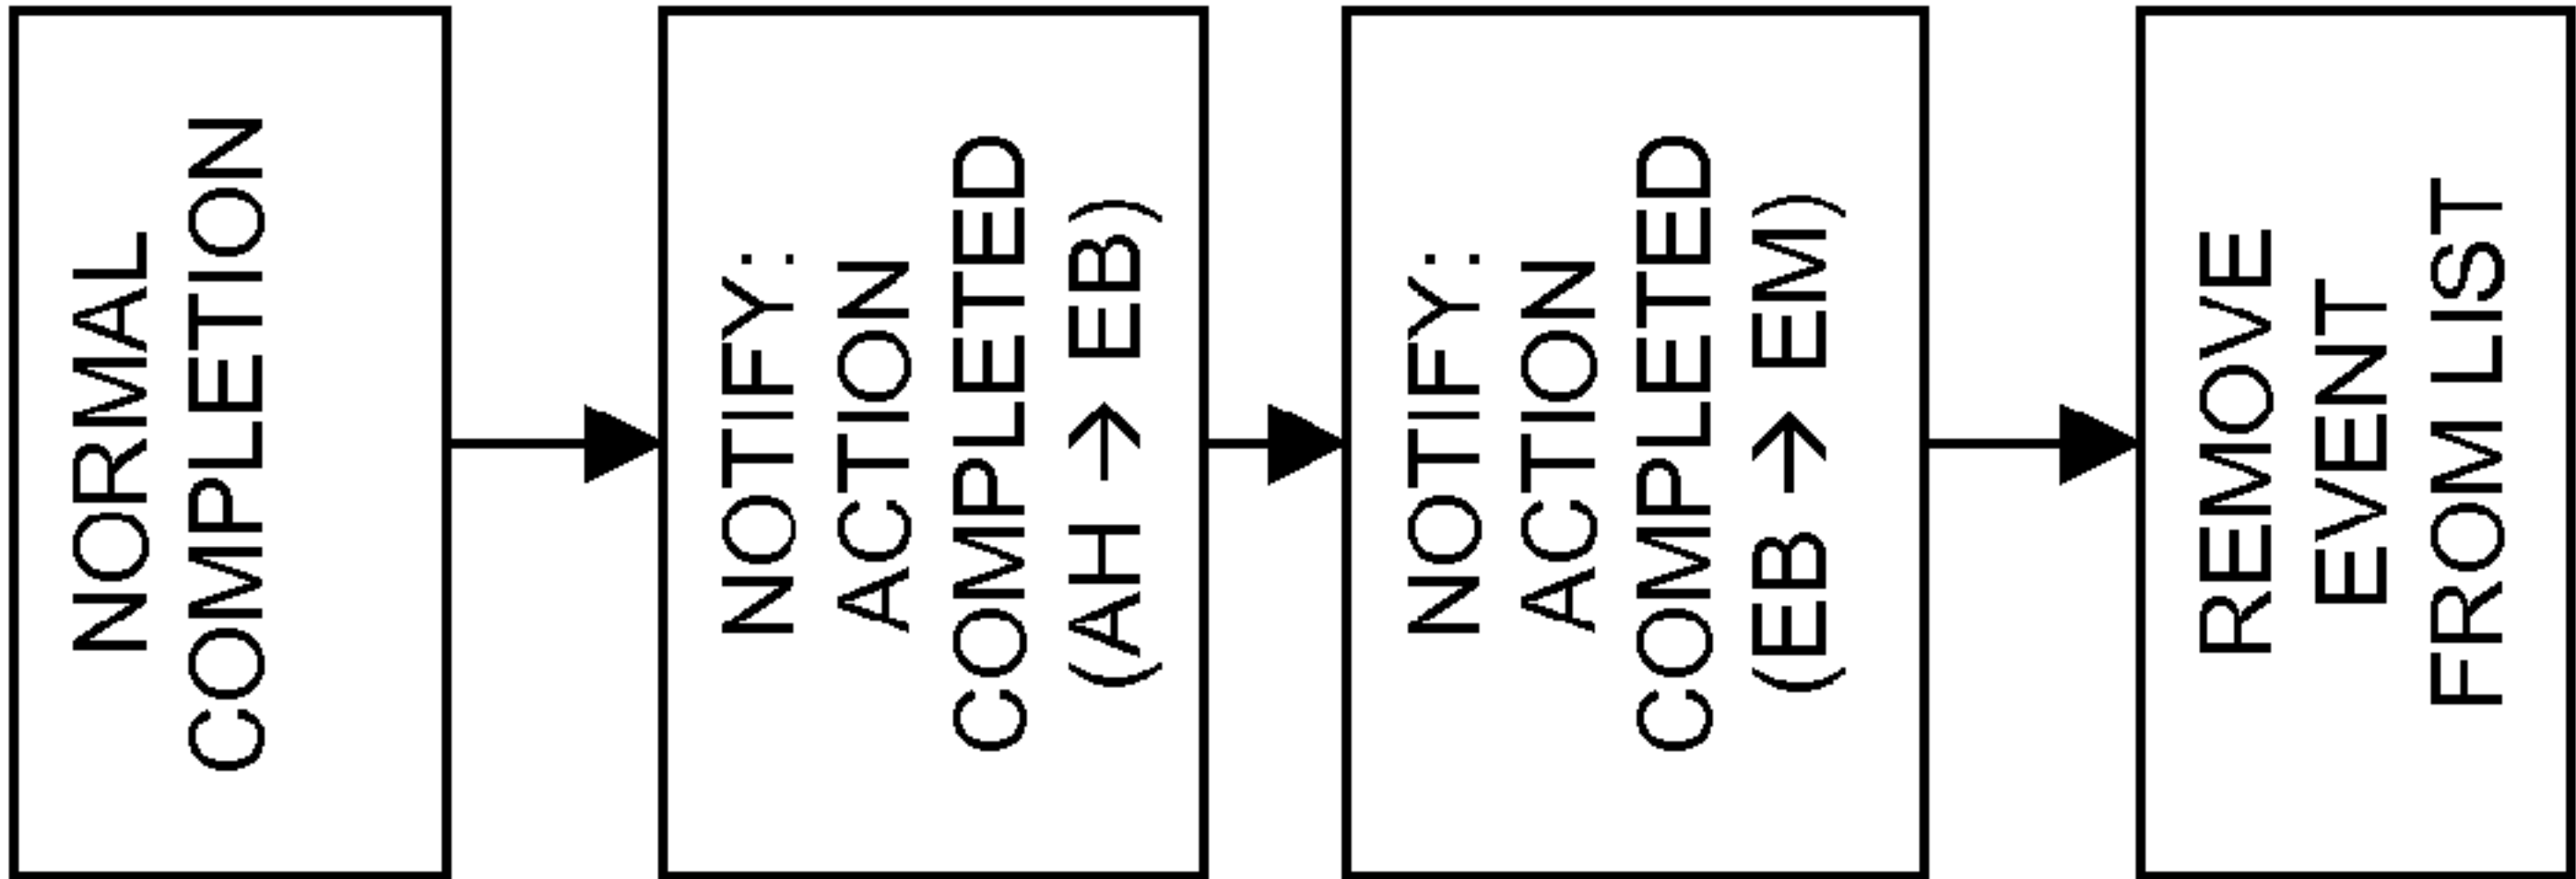 NORMAL
COMPLETION
NOTIFY:
ACTION
COMPLETED
(AH → EB)
NOTIFY:
ACTION
COMPLETED
(EB → EM)
REMOVE
EVENT
FROM LIST